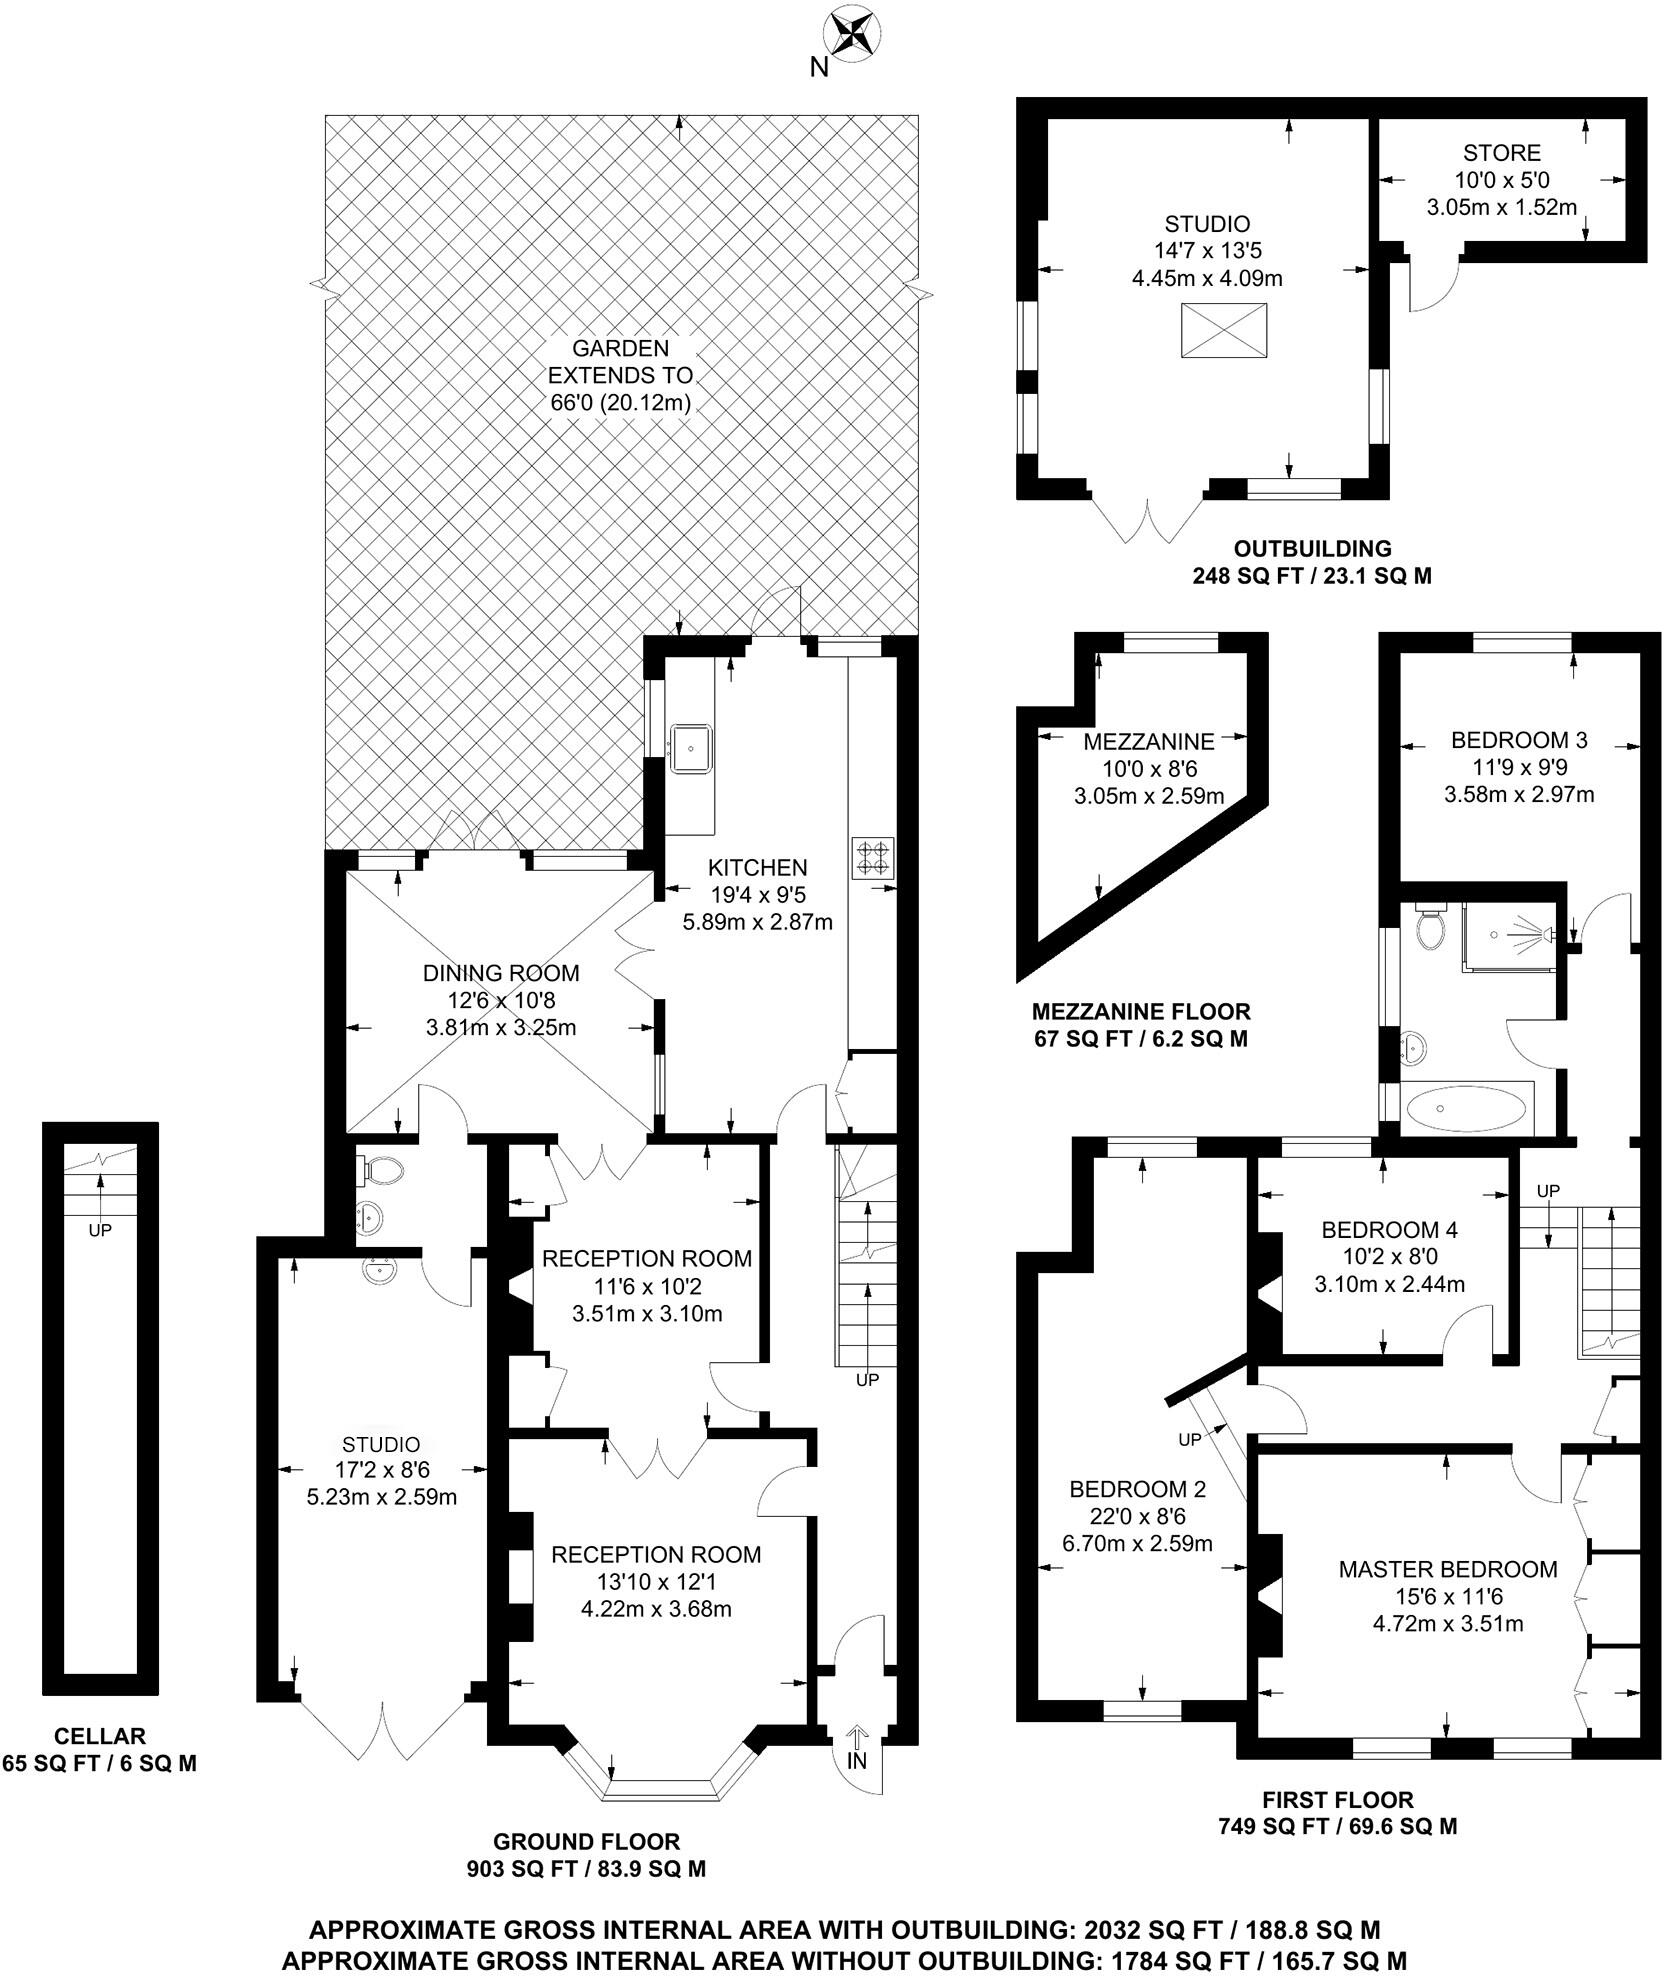 N
GARDEN
EXTENDS TO
66'0 (20.12m)
STORE
10'0 x 5'0
3.05m x 1.52m
STUDIO
14'7 x 13'5
4.45m x 4.09m
OUTBUILDING
248 SQ FT / 23.1 SQ M
MEZZANINE
10'0 x 8'6
3.05m x 2.59m
MEZZANINE FLOOR
67 SQ FT / 6.2 SQ M
BEDROOM 3
11'9 x 9'9
3.58m x 2.97m
KITCHEN
19'4 x 9'5
5.89m x 2.87m
DINING ROOM
12'6 x 10'8
3.81m x 3.25m
UP
CELLAR
65 SQ FT / 6 SQ M
RECEPTION ROOM
11'6 x 10'2
3.51m x 3.10m
UP
STUDIO
17'2 x 8'6
5.23m x 2.59m
RECEPTION ROOM
13'10 x 12'1
4.22m x 3.68m
IN
GROUND FLOOR
903 SQ FT / 83.9 SQ M
UP
BEDROOM 4
10'2 x 8'0
3.10m x 2.44m
UP
BEDROOM 2
22'0 x 8'6
6.70m x 2.59m
MASTER BEDROOM
15'6 x 11'6
4.72m x 3.51m
FIRST FLOOR
749 SQ FT / 69.6 SQ M
APPROXIMATE GROSS INTERNAL AREA WITH OUTBUILDING: 2032 SQ FT / 188.8 SQ M
APPROXIMATE GROSS INTERNAL AREA WITHOUT OUTBUILDING: 1784 SQ FT / 165.7 SQ M